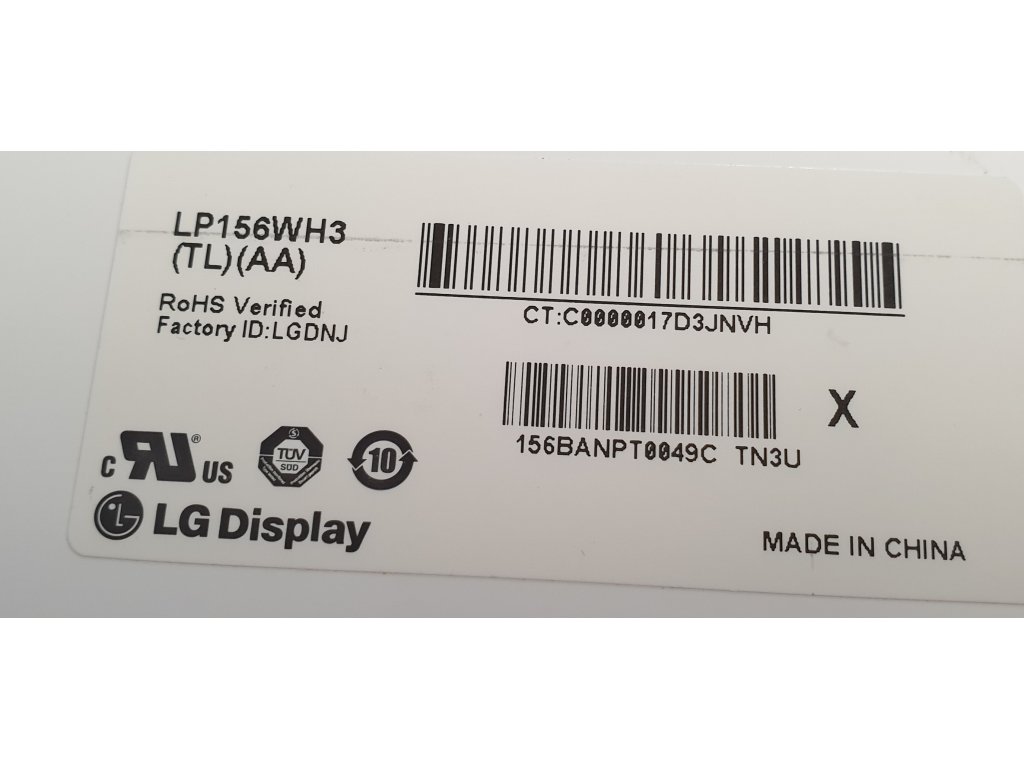 LP156WH3
(TL)(AA)
RoHS Verified
Factory ID:LGDNJ
CT:C0000017D3JNVH
156BANPT0049C TN3U
X
C UR® US
TÜV
SÜD
10
LG Display
MADE IN CHINA